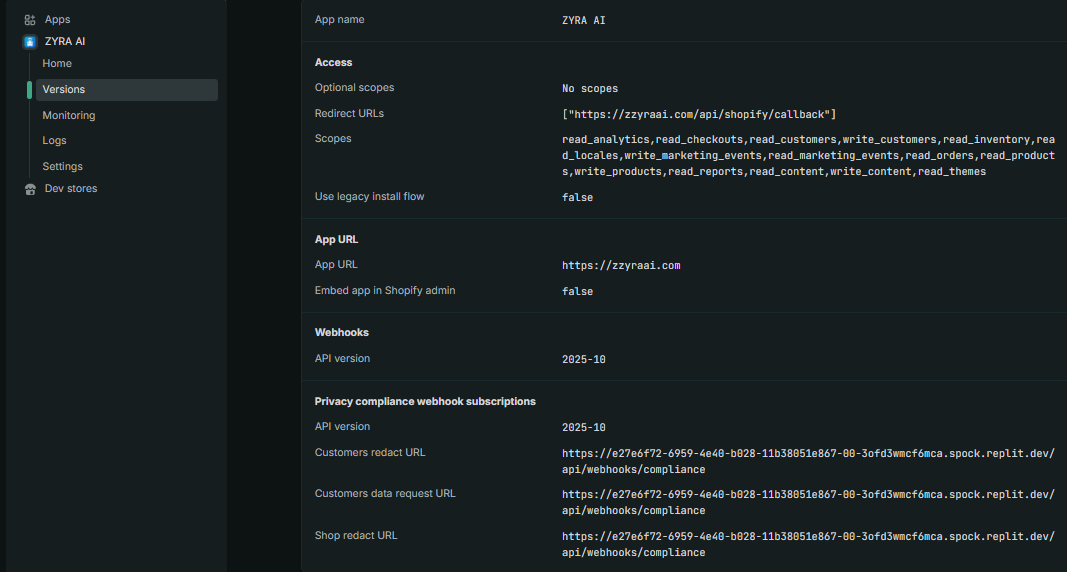 Apps
ZYRA AI
Home
Versions
Monitoring
Logs
Settings
Dev stores
App name ZYRA AI
Access
Optional scopes No scopes
Redirect URLs ["https://zzyraai.com/api/shopify/callback"]
Scopes read_analytics,read_checkouts,read_customers,write_customers,read_inventory,rea
d_locales,write_marketing_events,read_marketing_events,read_orders,read_product
s,write_products,read_reports,read_content,write_content,read_themes
Use legacy install flow false
App URL
App URL https://zzyraai.com
Embed app in Shopify admin false
Webhooks
API version 2025-10
Privacy compliance webhook subscriptions
API version 2025-10
Customers redact URL https://e27e6f72-6959-4e40-b028-11b38051e867-00-3ofd3wmcf6mca.spock.replit.dev/
api/webhooks/compliance
Customers data request URL https://e27e6f72-6959-4e40-b028-11b38051e867-00-3ofd3wmcf6mca.spock.replit.dev/
api/webhooks/compliance
Shop redact URL https://e27e6f72-6959-4e40-b028-11b38051e867-00-3ofd3wmcf6mca.spock.replit.dev/
api/webhooks/compliance